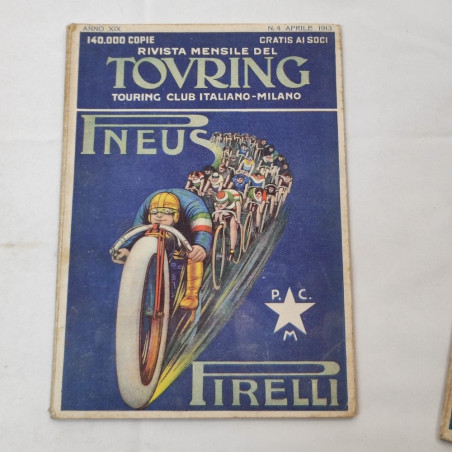 ANNO XIX N. 4 APRILE 1913
140.000 COPIE GRATIS AI SOCI
RIVISTA MENSILE DEL
TOVRING
TOURING CLUB ITALIANO-MILANO
PNEUS
P. C.
M
PIRELLI